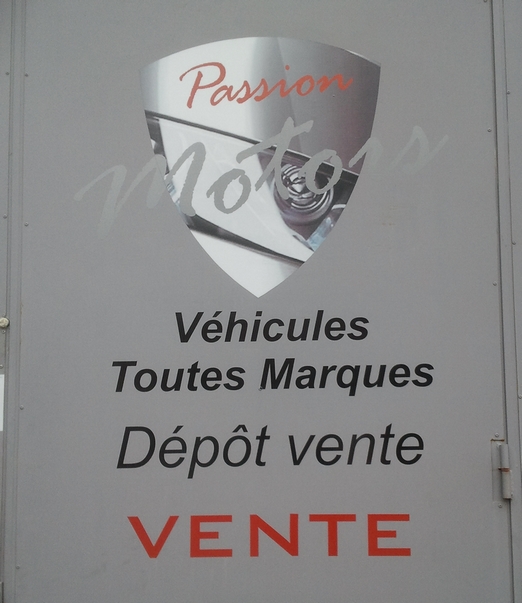 Passion
Motors
Véhicules
Toutes Marques
Dépôt vente
VENTE